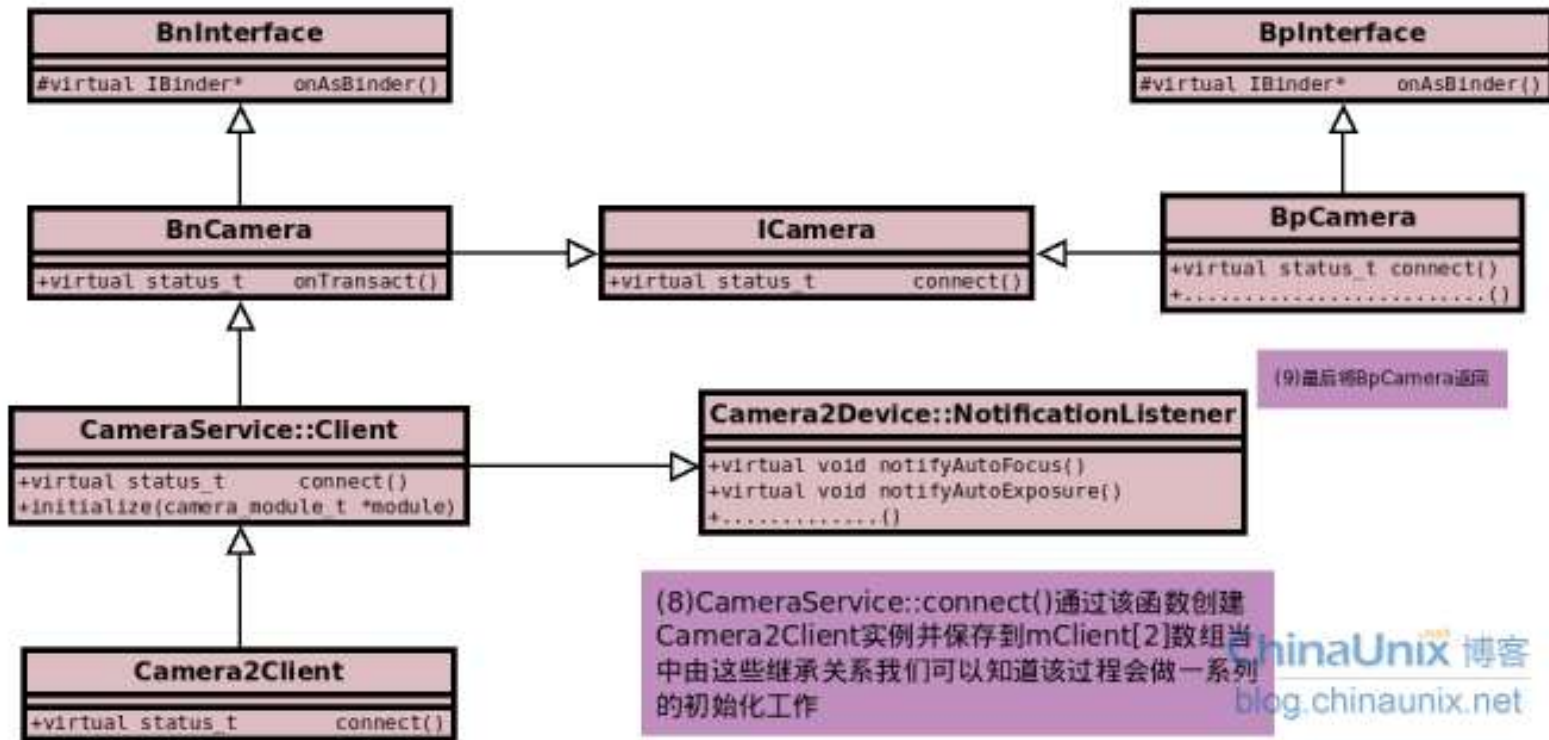 BnInterface
#virtual IBinder* onAsBinder()
BpInterface
#virtual IBinder* onAsBinder()
BnCamera
+virtual status_t onTransact()
ICamera
+virtual status_t connect()
BpCamera
+virtual status_t connect()
+.........................()
(9)最后将BpCamera返回
CameraService::Client
+virtual status_t connect()
+initialize(camera_module_t *module)
Camera2Device::NotificationListener
+virtual void notifyAutoFocus()
+virtual void notifyAutoExposure()
+.............()
(8)CameraService::connect()通过该函数创建
Camera2Client实例并保存到mClient[2]数组当
中由这些继承关系我们可以知道该过程会做一系列
的初始化工作
Camera2Client
+virtual status_t connect()
ChinaUnix 博客
blog.chinaunix.net